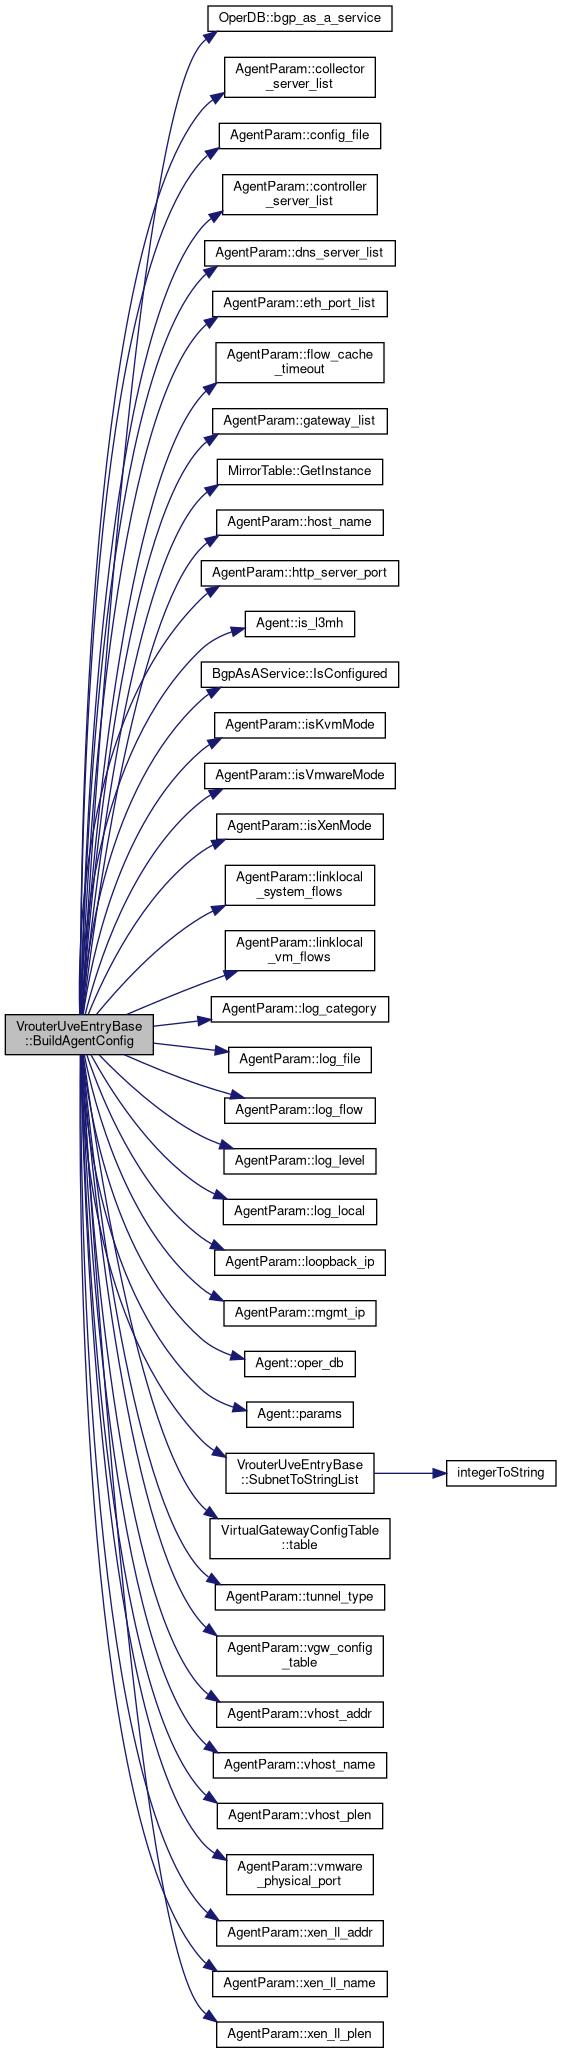 OperDB::bgp_as_a_service
AgentParam::collector
_server_list
AgentParam::config_file
AgentParam::controller
_server_list
AgentParam::dns_server_list
AgentParam::eth_port_list
AgentParam::flow_cache
_timeout
AgentParam::gateway_list
MirrorTable::GetInstance
AgentParam::host_name
AgentParam::http_server_port
Agent::is_l3mh
BgpAsAService::IsConfigured
AgentParam::isKvmMode
AgentParam::isVmwareMode
AgentParam::isXenMode
AgentParam::linklocal
_system_flows
AgentParam::linklocal
_vm_flows
AgentParam::log_category
VrouterUveEntryBase
::BuildAgentConfig
AgentParam::log_file
AgentParam::log_flow
AgentParam::log_level
AgentParam::log_local
AgentParam::loopback_ip
AgentParam::mgmt_ip
Agent::oper_db
Agent::params
VrouterUveEntryBase
::SubnetToStringList
integerToString
VirtualGatewayConfigTable
::table
AgentParam::tunnel_type
AgentParam::vgw_config
_table
AgentParam::vhost_addr
AgentParam::vhost_name
AgentParam::vhost_plen
AgentParam::vmware
_physical_port
AgentParam::xen_ll_addr
AgentParam::xen_ll_name
AgentParam::xen_ll_plen